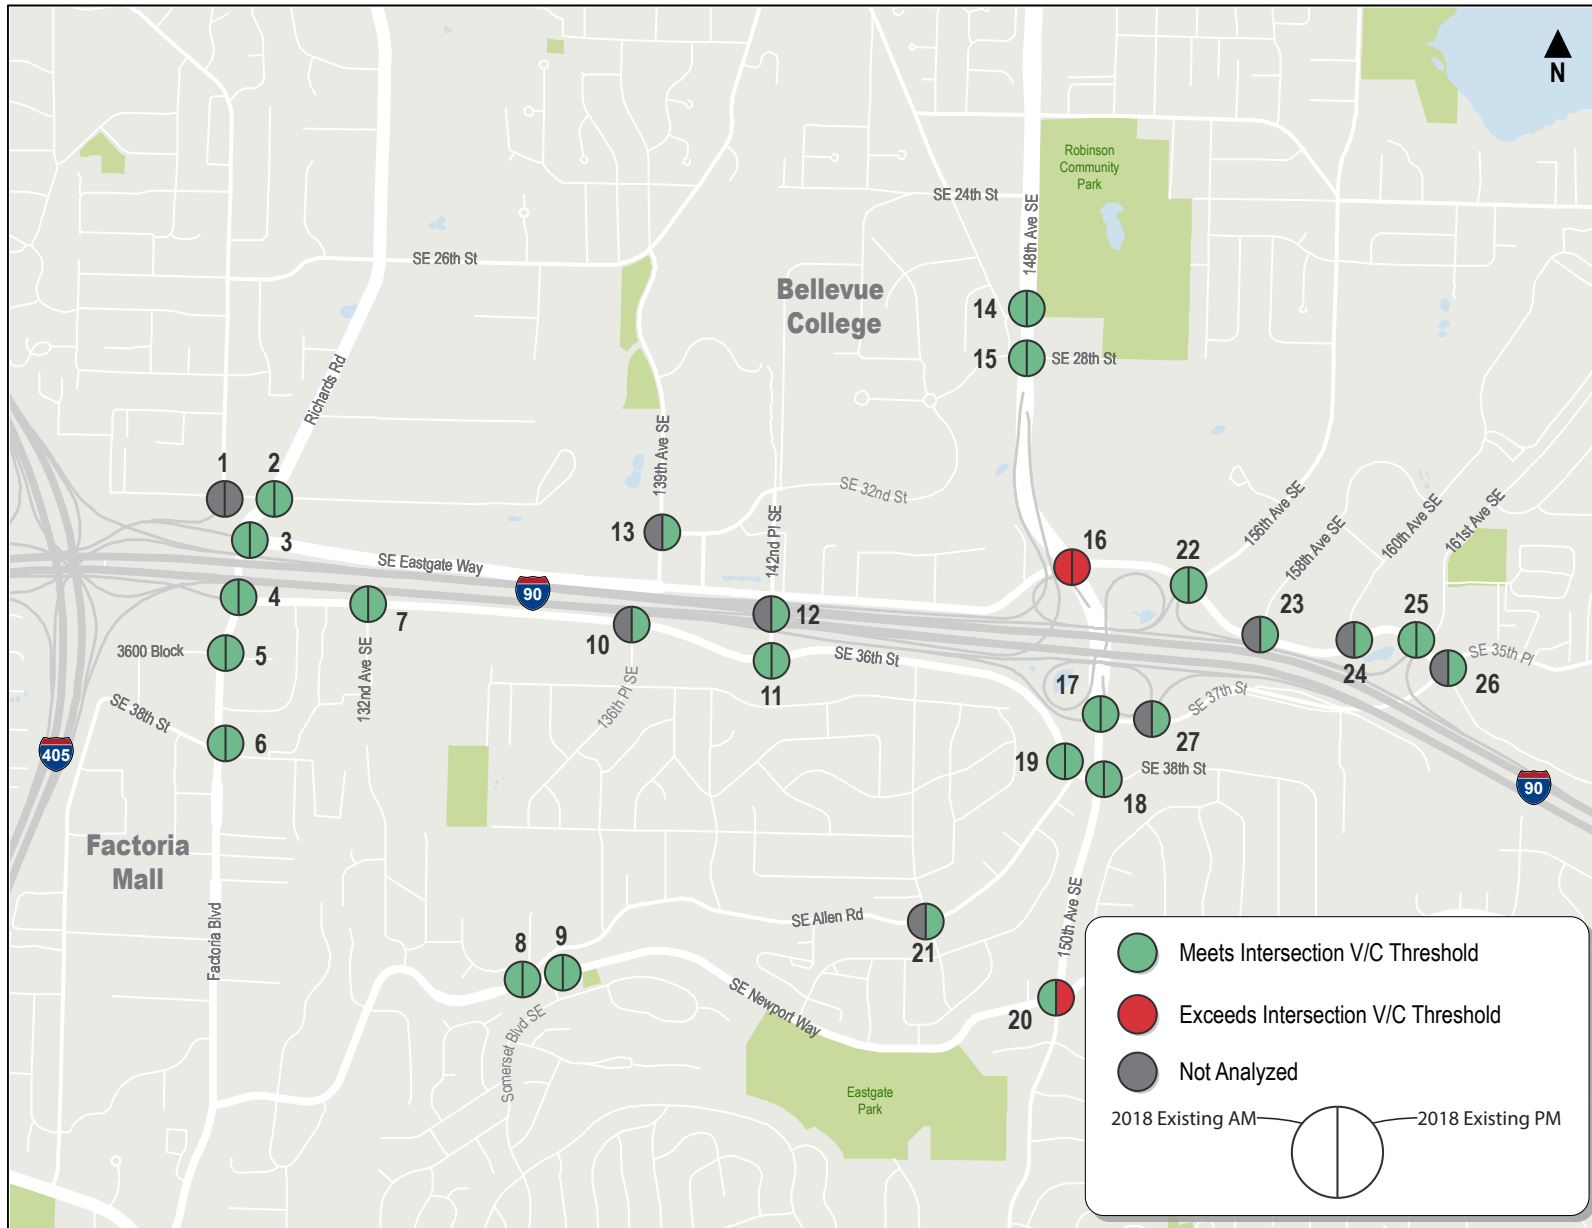 N
Robinson
Community
Park
SE 24th St
148th Ave SE
SE 26th St
Bellevue
College
14
15
SE 28th St
Richards Rd
139th Ave SE
SE 32nd St
1
2
3
13
142nd Pl SE
16
22
156th Ave SE
158th Ave SE
160th Ave SE
161st Ave SE
SE Eastgate Way
90
4
7
12
23
25
3600 Block
5
10
SE 36th St
24
SE 35th Pl
26
132nd Ave SE
136th Pl SE
11
17
SE 37th St
27
SE 38th St
6
405
19
SE 38th St
18
90
Factoria
Mall
Factoria Blvd
SE Allen Rd
21
150th Ave SE
8
9
SE Newport Way
20
Somerset Blvd SE
Eastgate
Park
Meets Intersection V/C Threshold
Exceeds Intersection V/C Threshold
Not Analyzed
2018 Existing AM
2018 Existing PM